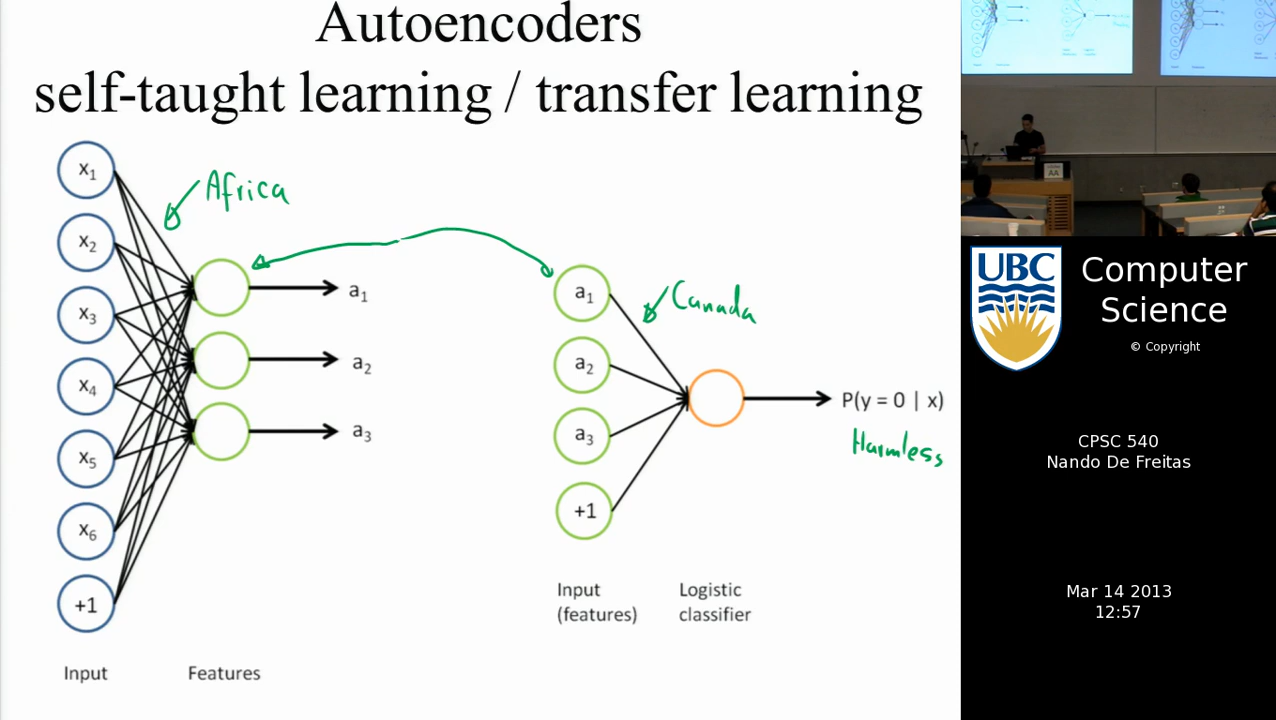 Autoencoders
self-taught learning / transfer learning
x1
x2
x3
x4
x5
x6
+1
Africa
a1
a2
a3
Input
Features
a1
a2
a3
+1
Canada
P(y = 0 | x)
Harmless
Input
(features)
Logistic
classifier
AA
UBC
Computer
Science
© Copyright
CPSC 540
Nando De Freitas
Mar 14 2013
12:57